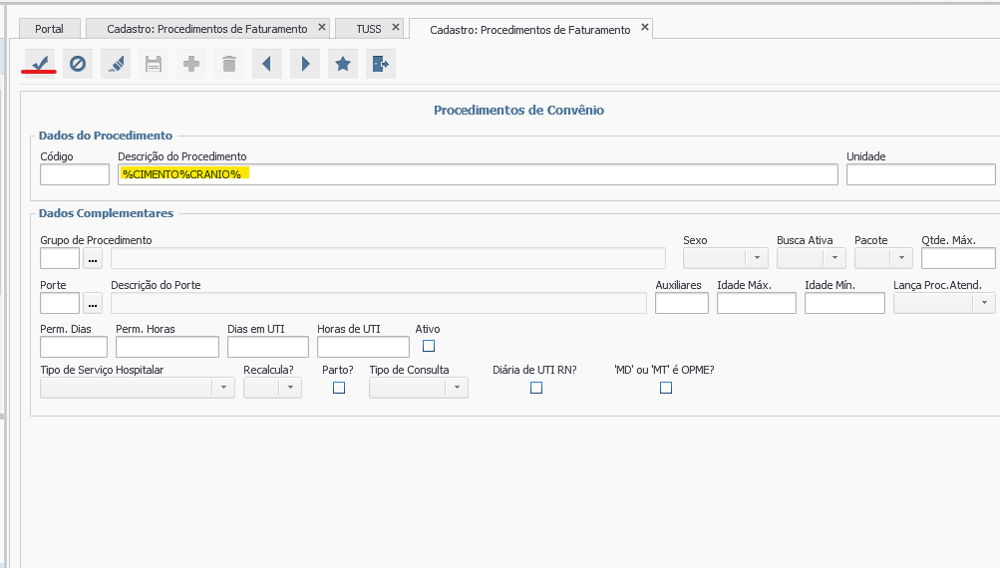 Portal
Cadastro: Procedimentos de Faturamento
TUSS
Cadastro: Procedimentos de Faturamento
Procedimentos de Convênio
Dados do Procedimento
Código Descrição do Procedimento Unidade
%CIMENTO%CRANIO%
Dados Complementares
Grupo de Procedimento Sexo Busca Ativa Pacote Qtde. Máx.
...
Porte Descrição do Porte Auxiliares Idade Máx. Idade Mín. Lança Proc.Atend.
...
Perm. Dias Perm. Horas Dias em UTI Horas de UTI Ativo
Tipo de Serviço Hospitalar Recalcula? Parto? Tipo de Consulta Diária de UTI RN? 'MD' ou 'MT' é OPME?